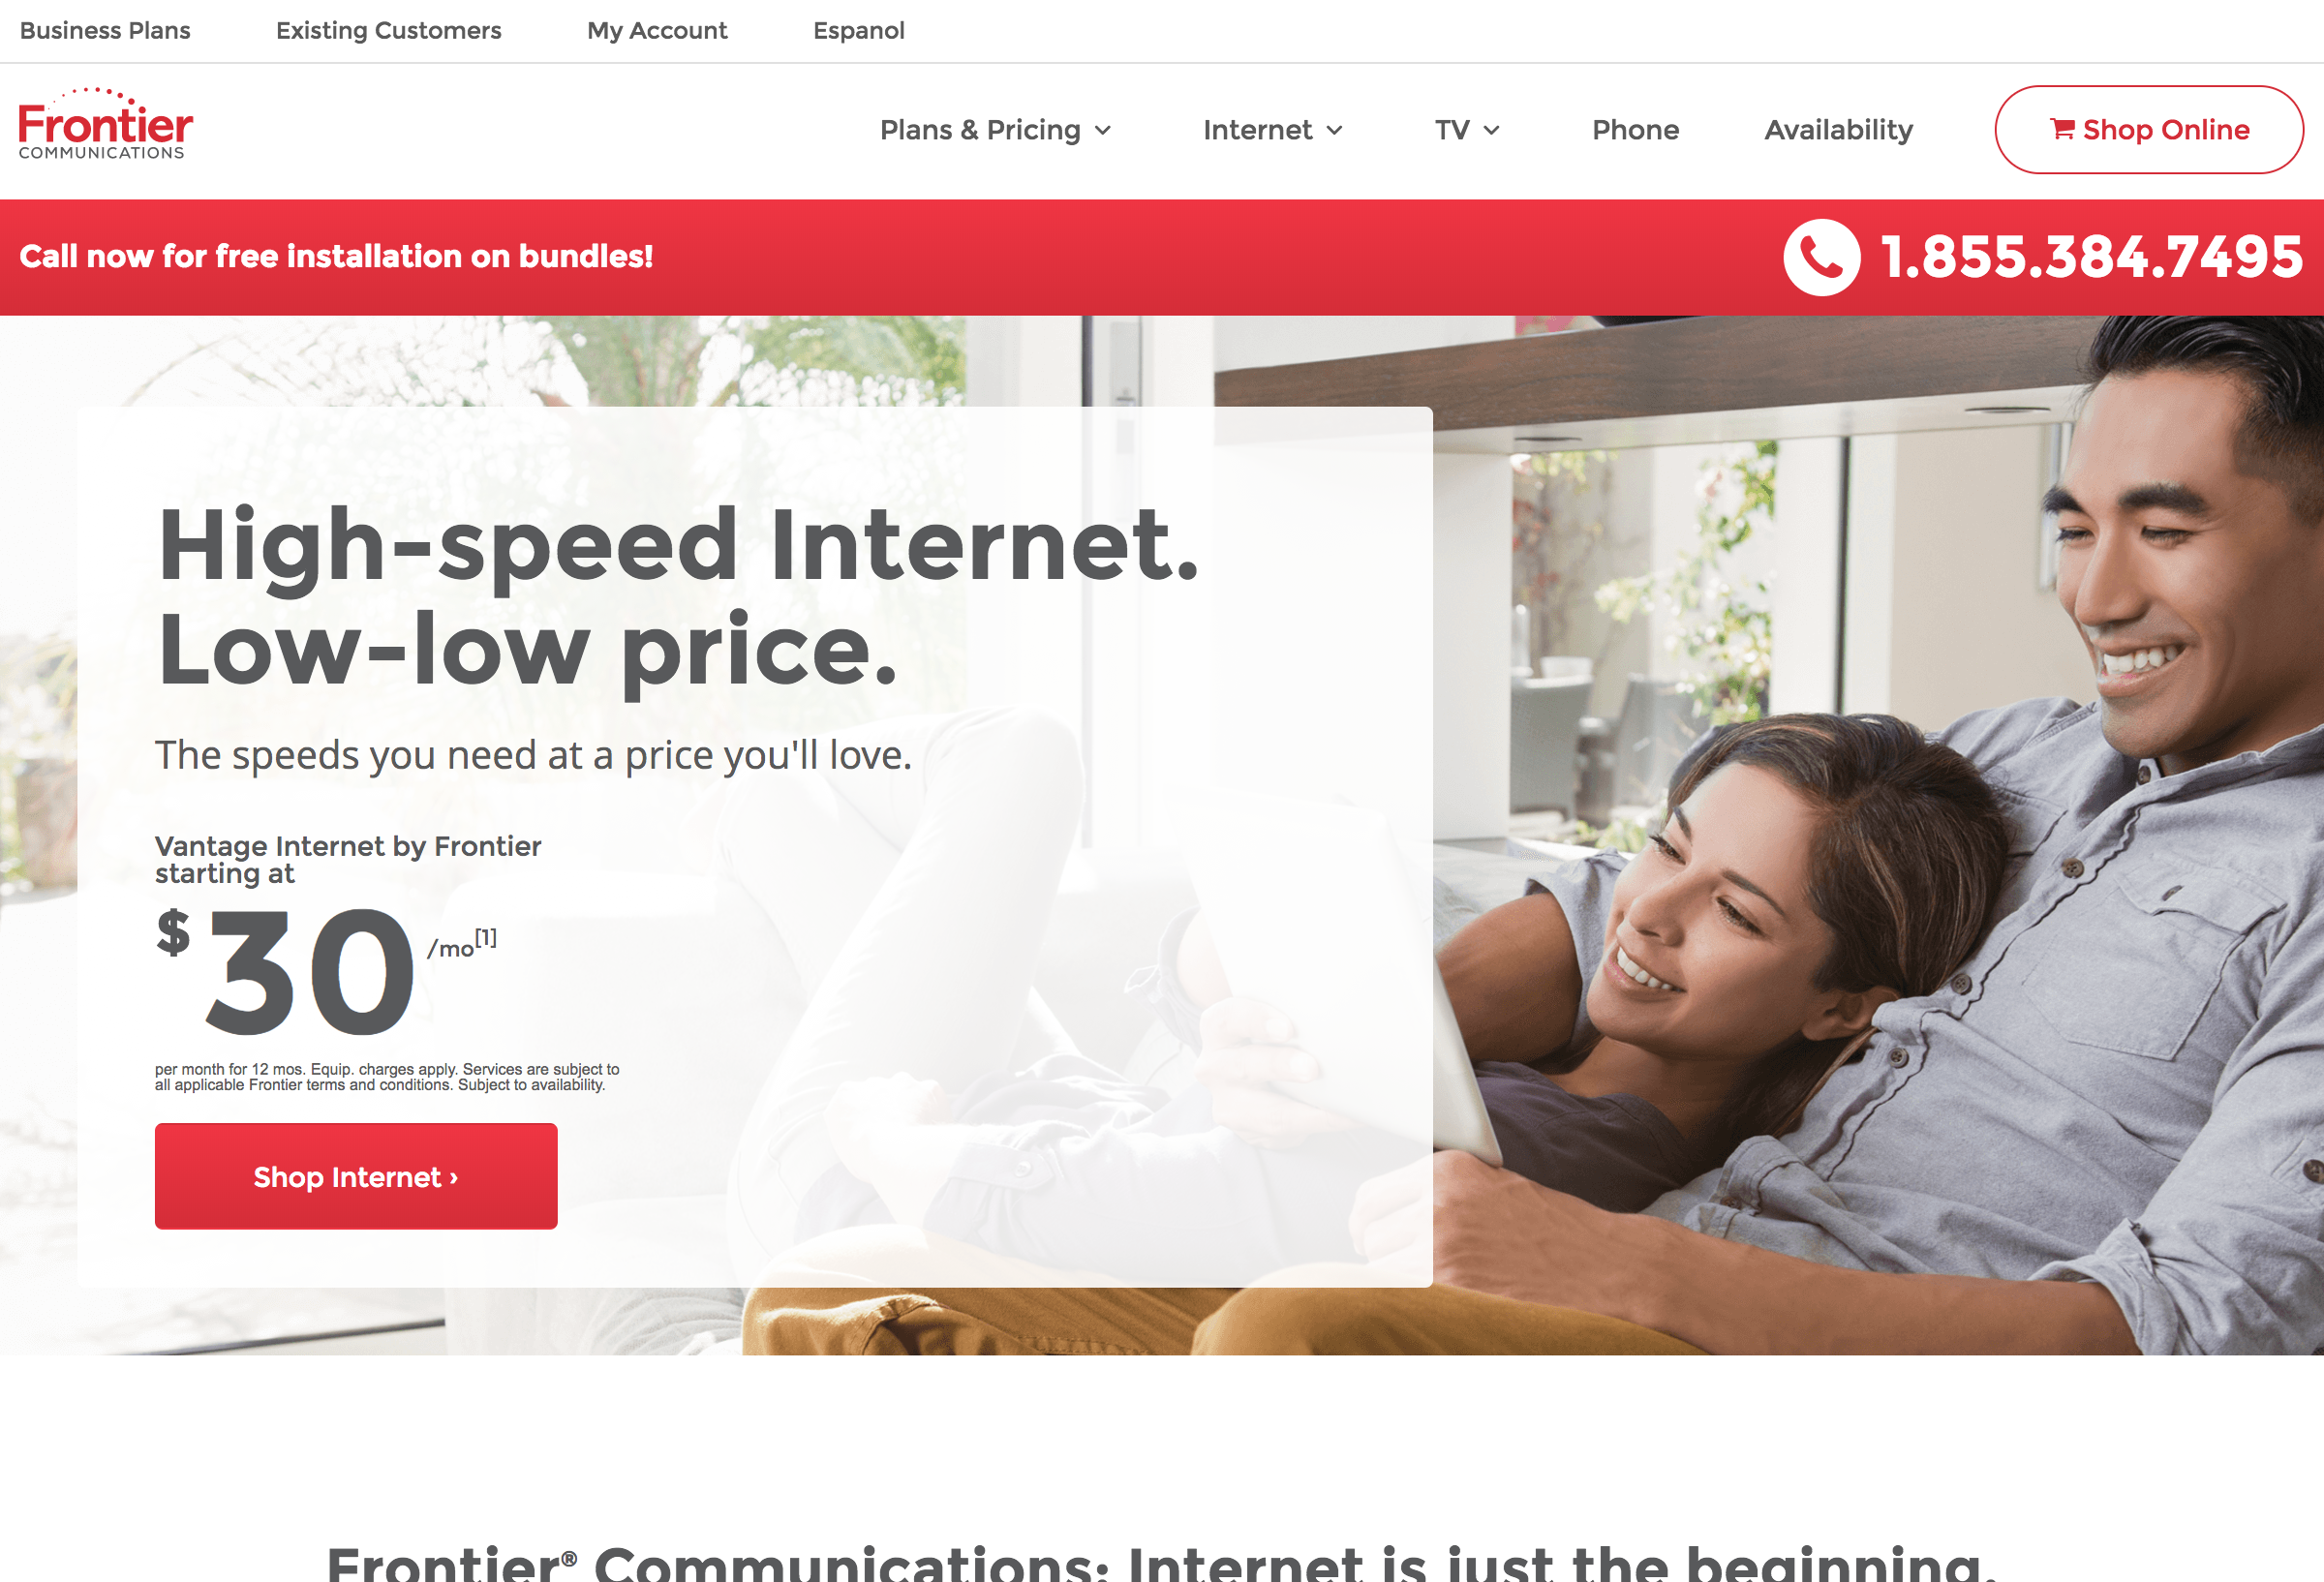 Business Plans Existing Customers My Account Espanol
Frontier
COMMUNICATIONS
Plans & Pricing Internet TV Phone Availability Shop Online
Call now for free installation on bundles! 1.855.384.7495
High-speed Internet.
Low-low price.
The speeds you need at a price you'll love.
Vantage Internet by Frontier
starting at
$30/mo[1]
per month for 12 mos. Equip. charges apply. Services are subject to
all applicable Frontier terms and conditions. Subject to availability.
Shop Internet ›
Frontier® Communications: Internet is just the beginning.